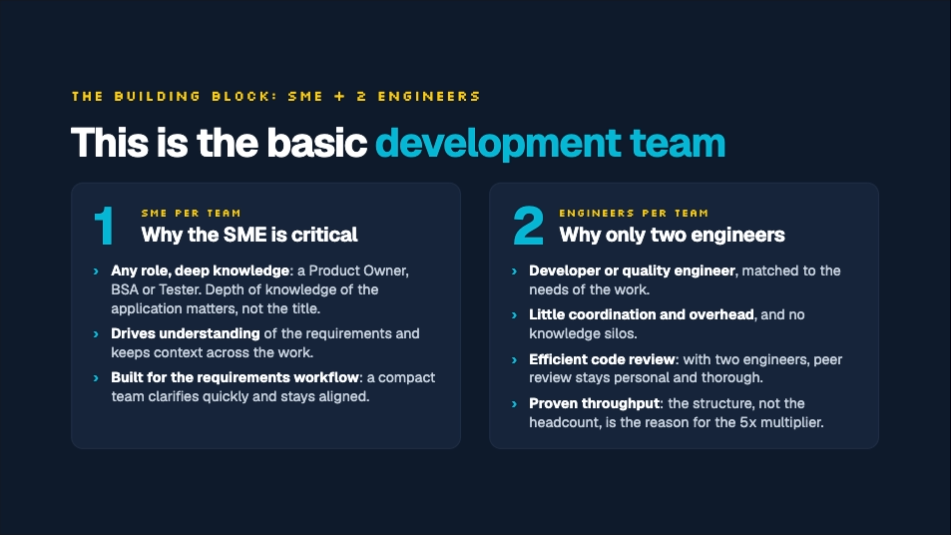 THE BUILDING BLOCK: SME + 2 ENGINEERS
This is the basic development team
1
SME PER TEAM
Why the SME is critical
› Any role, deep knowledge: a Product Owner,
BSA or Tester. Depth of knowledge of the
application matters, not the title.
› Drives understanding of the requirements and
keeps context across the work.
› Built for the requirements workflow: a compact
team clarifies quickly and stays aligned.
2
ENGINEERS PER TEAM
Why only two engineers
› Developer or quality engineer, matched to the
needs of the work.
› Little coordination and overhead, and no
knowledge silos.
› Efficient code review: with two engineers, peer
review stays personal and thorough.
› Proven throughput: the structure, not the
headcount, is the reason for the 5x multiplier.